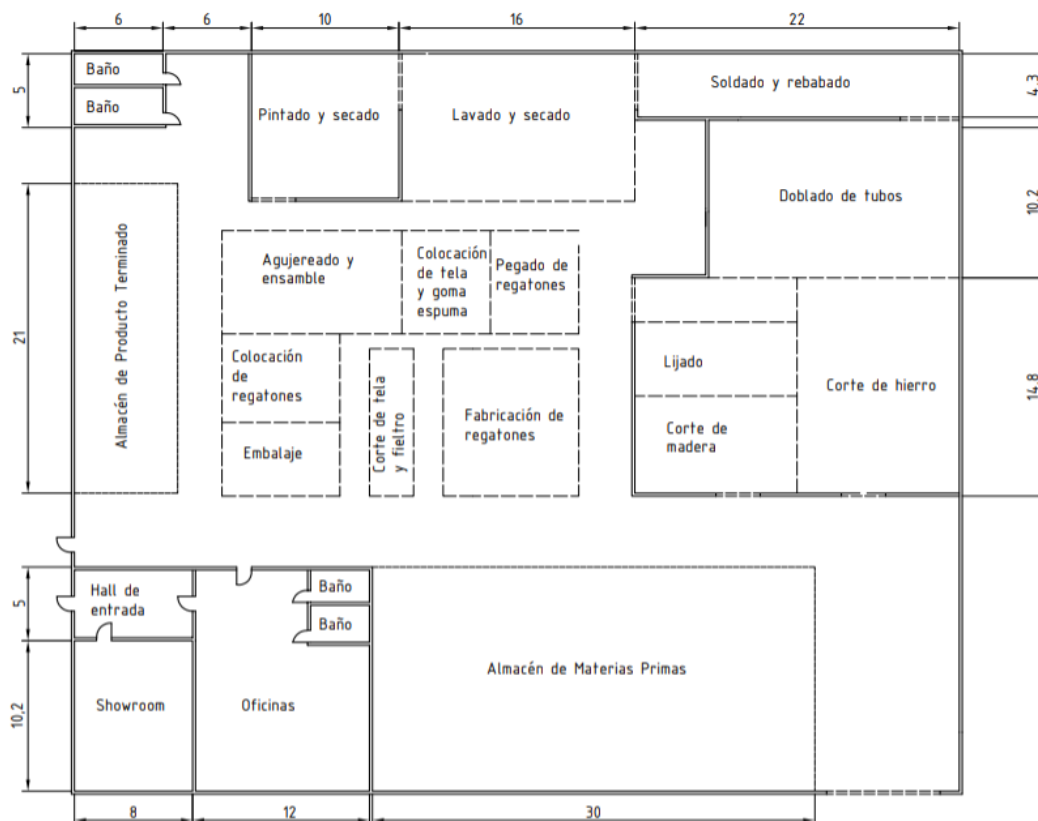 6
6
10
16
22
5
Baño
Baño
Pintado y secado
Lavado y secado
Soldado y rebabado
4,3
Doblado de tubos
10,2
21
Almacén de Producto Terminado
Agujereado y
ensamble
Colocación
de tela
y goma
espuma
Pegado de
regatones
Colocación
de
regatones
Embalaje
Corte de tela
y fieltro
Fabricación de
regatones
Lijado
Corte de
madera
Corte de hierro
14,8
5
Hall de
entrada
Baño
Baño
10,2
Showroom
Oficinas
Almacén de Materias Primas
8
12
30